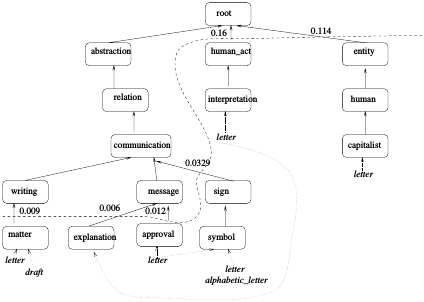 root
0.16
0.114
abstraction
human_act
entity
relation
interpretation
human
letter
communication
capitalist
0.0329
letter
writing
message
sign
0.009
0.006
0.012
matter
explanation
approval
symbol
letter
letter
letter
draft
alphabetic_letter